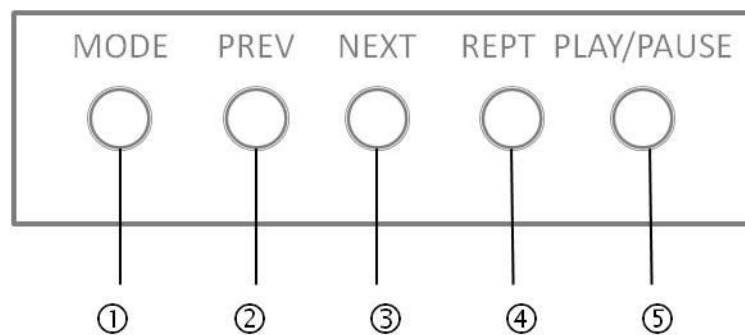 MODE PREV NEXT REPT PLAY/PAUSE
① ② ③ ④ ⑤